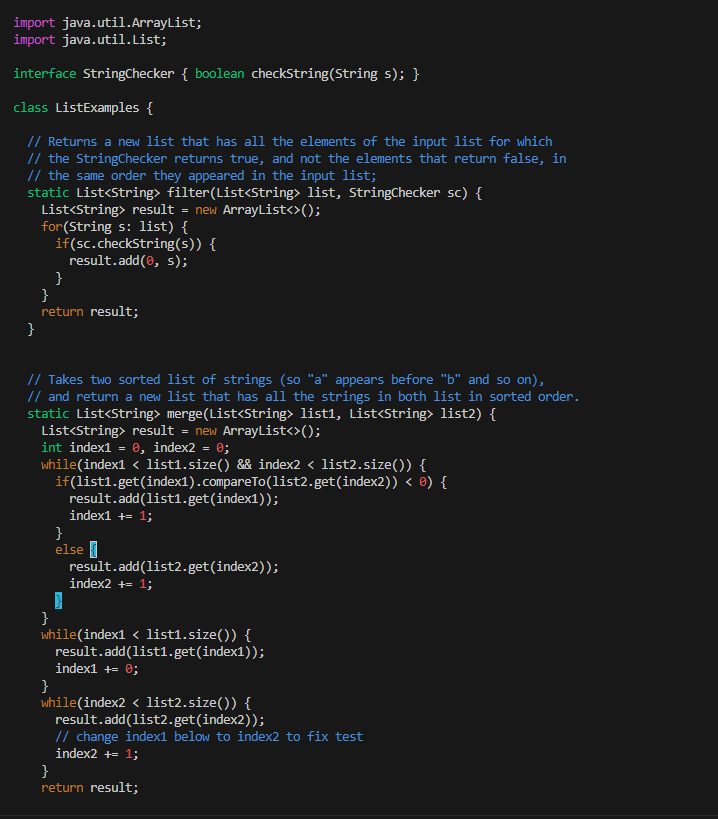 import java.util.ArrayList;
import java.util.List;

interface StringChecker { boolean checkString(String s); }

class ListExamples {

  // Returns a new list that has all the elements of the input list for which
  // the StringChecker returns true, and not the elements that return false, in
  // the same order they appeared in the input list;
  static List<String> filter(List<String> list, StringChecker sc) {
    List<String> result = new ArrayList<>();
    for(String s: list) {
      if(sc.checkString(s)) {
        result.add(0, s);
      }
    }
    return result;
  }


  // Takes two sorted list of strings (so "a" appears before "b" and so on),
  // and return a new list that has all the strings in both list in sorted order.
  static List<String> merge(List<String> list1, List<String> list2) {
    List<String> result = new ArrayList<>();
    int index1 = 0, index2 = 0;
    while(index1 < list1.size() && index2 < list2.size()) {
      if(list1.get(index1).compareTo(list2.get(index2)) < 0) {
        result.add(list1.get(index1));
        index1 += 1;
      }
      else {
        result.add(list2.get(index2));
        index2 += 1;
      }
    }
    while(index1 < list1.size()) {
      result.add(list1.get(index1));
      index1 += 0;
    }
    while(index2 < list2.size()) {
      result.add(list2.get(index2));
      // change index1 below to index2 to fix test
      index2 += 1;
    }
    return result;